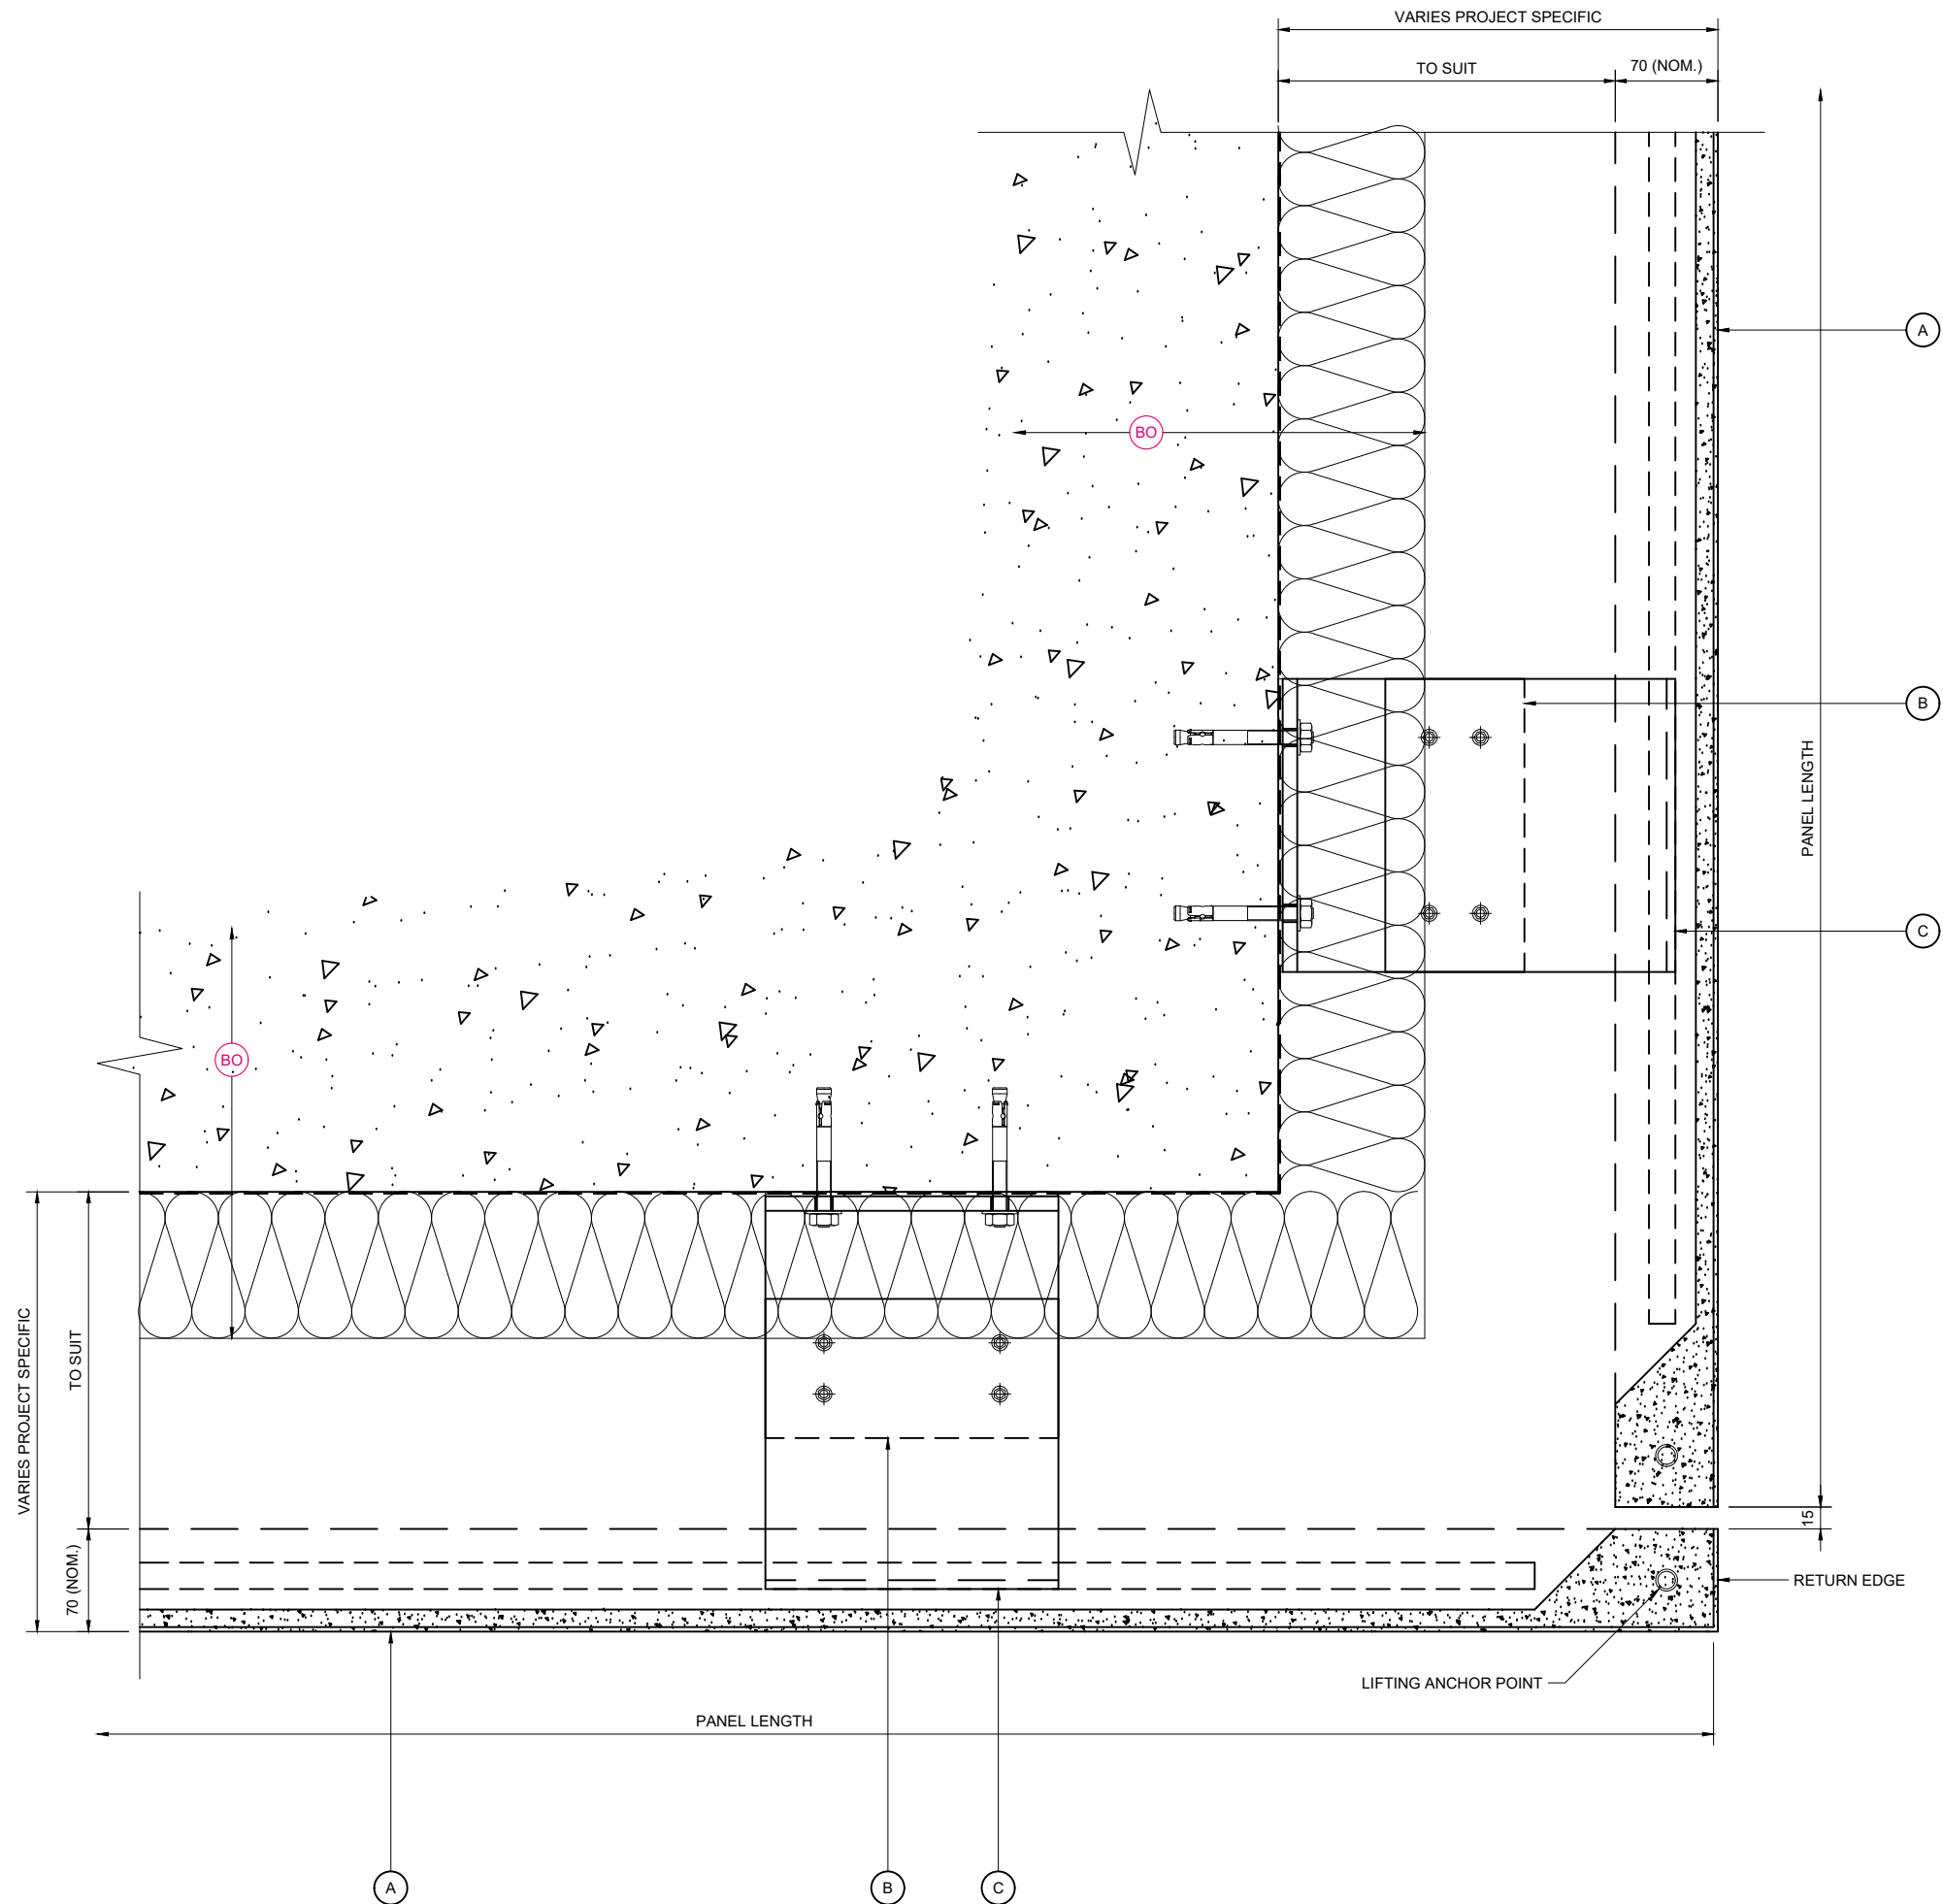 VARIES PROJECT SPECIFIC
TO SUIT
70 (NOM.)
A
BO
B
PANEL LENGTH
C
BO
VARIES PROJECT SPECIFIC
TO SUIT
70 (NOM.)
15
RETURN EDGE
LIFTING ANCHOR POINT
PANEL LENGTH
A
B
C